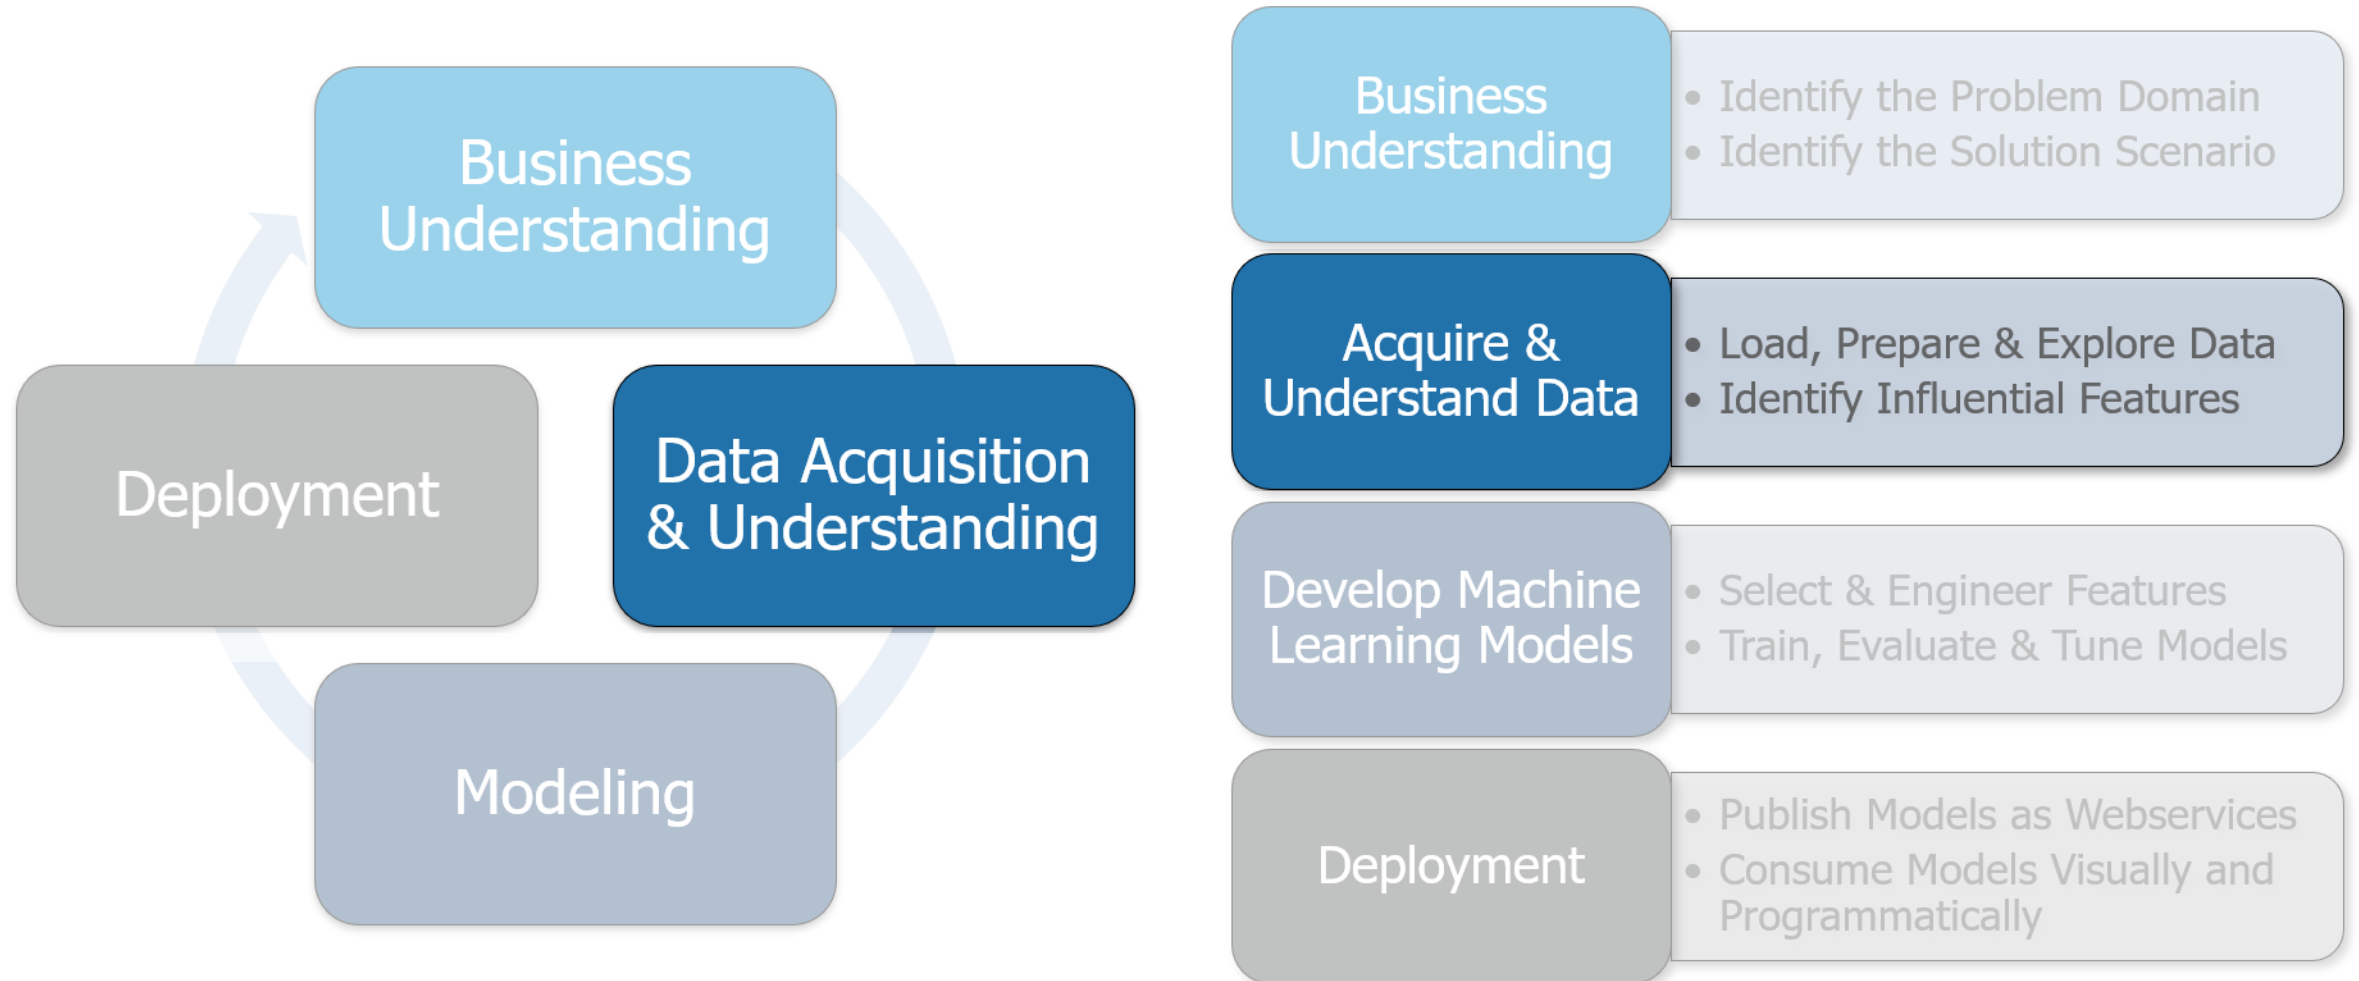 Business
Understanding
Deployment
Data Acquisition
& Understanding
Modeling
Business
Understanding
• Identify the Problem Domain
• Identify the Solution Scenario
Acquire &
Understand Data
• Load, Prepare & Explore Data
• Identify Influential Features
Develop Machine
Learning Models
• Select & Engineer Features
• Train, Evaluate & Tune Models
Deployment
• Publish Models as Webservices
• Consume Models Visually and
Programmatically